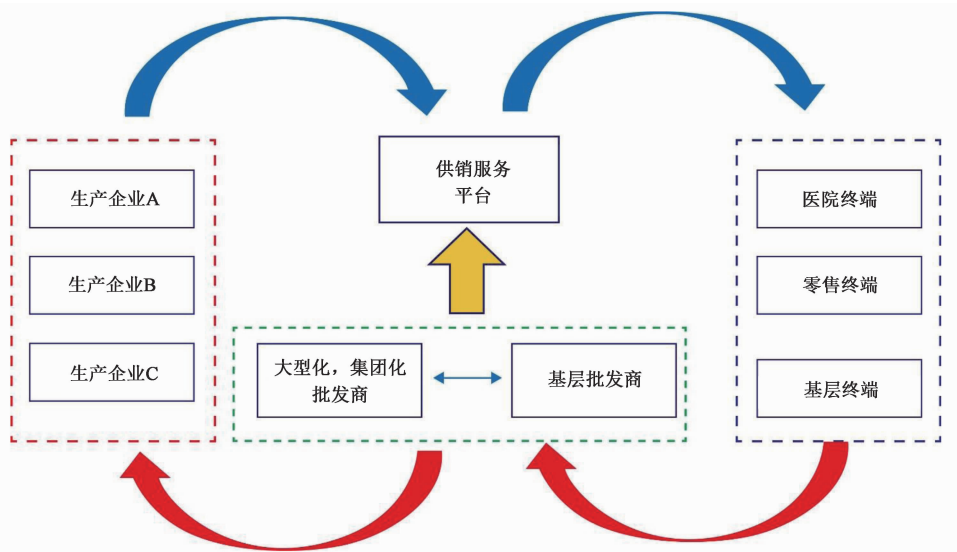 生产企业A
生产企业B
生产企业C
供销服务
平台
大型化，集团化
批发商
基层批发商
医院终端
零售终端
基层终端